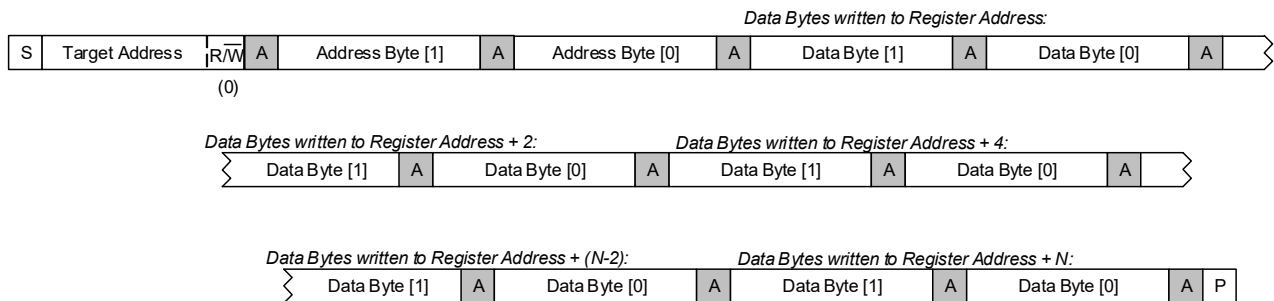 Data Bytes written to Register Address:
S Target Address R/W̅ A Address Byte [1] A Address Byte [0] A Data Byte [1] A Data Byte [0] A
(0)
Data Bytes written to Register Address + 2: Data Bytes written to Register Address + 4:
Data Byte [1] A Data Byte [0] A Data Byte [1] A Data Byte [0] A
Data Bytes written to Register Address + (N-2): Data Bytes written to Register Address + N:
Data Byte [1] A Data Byte [0] A Data Byte [1] A Data Byte [0] A P